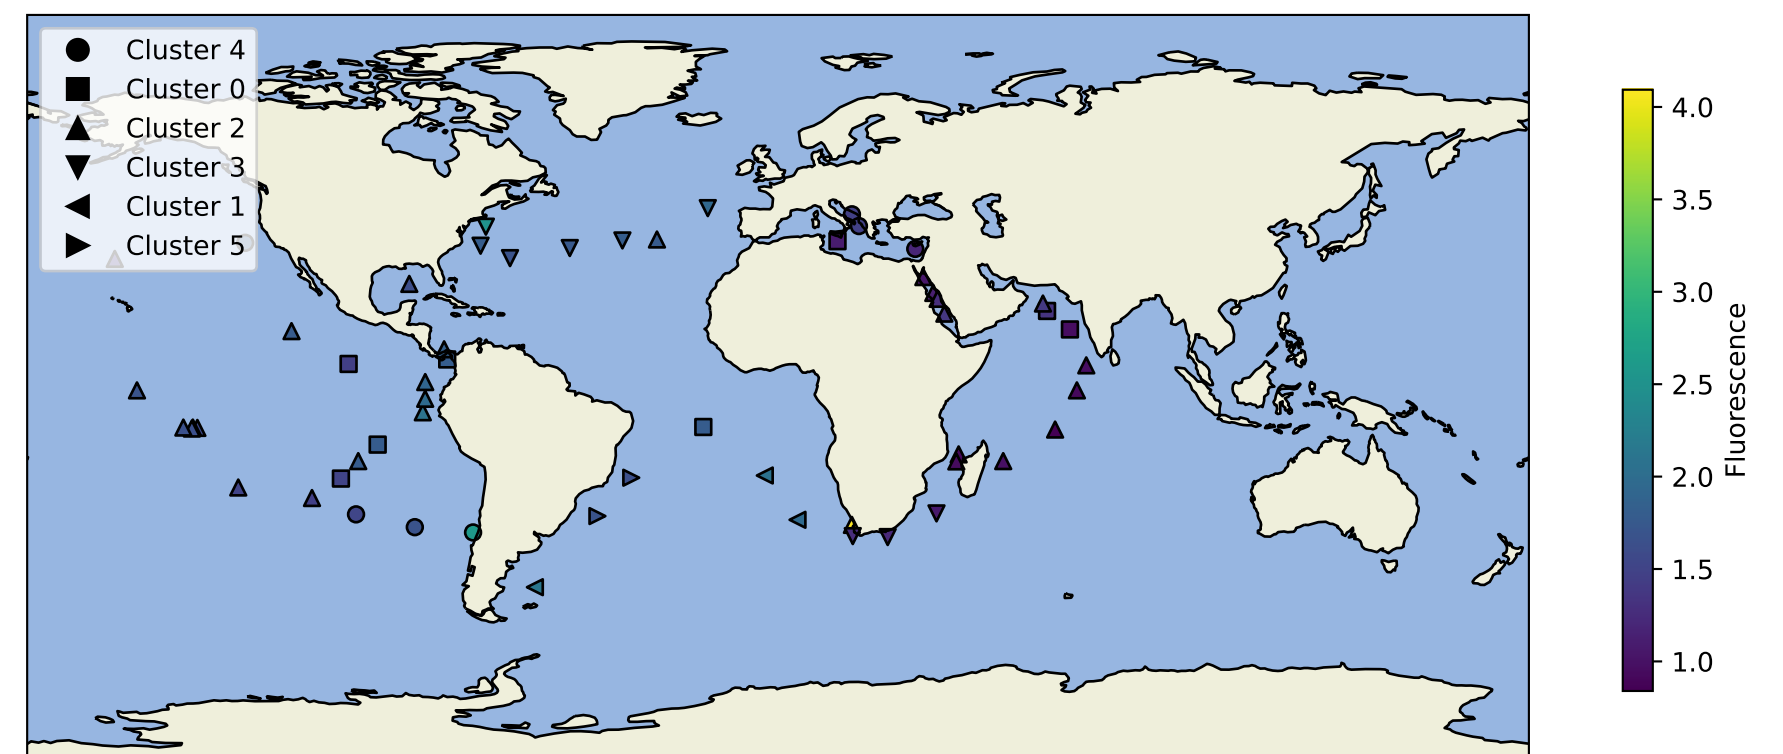 Cluster 4
Cluster 0
Cluster 2
Cluster 3
Cluster 1
Cluster 5
4.0
3.5
3.0
2.5
2.0
1.5
1.0
Fluorescence